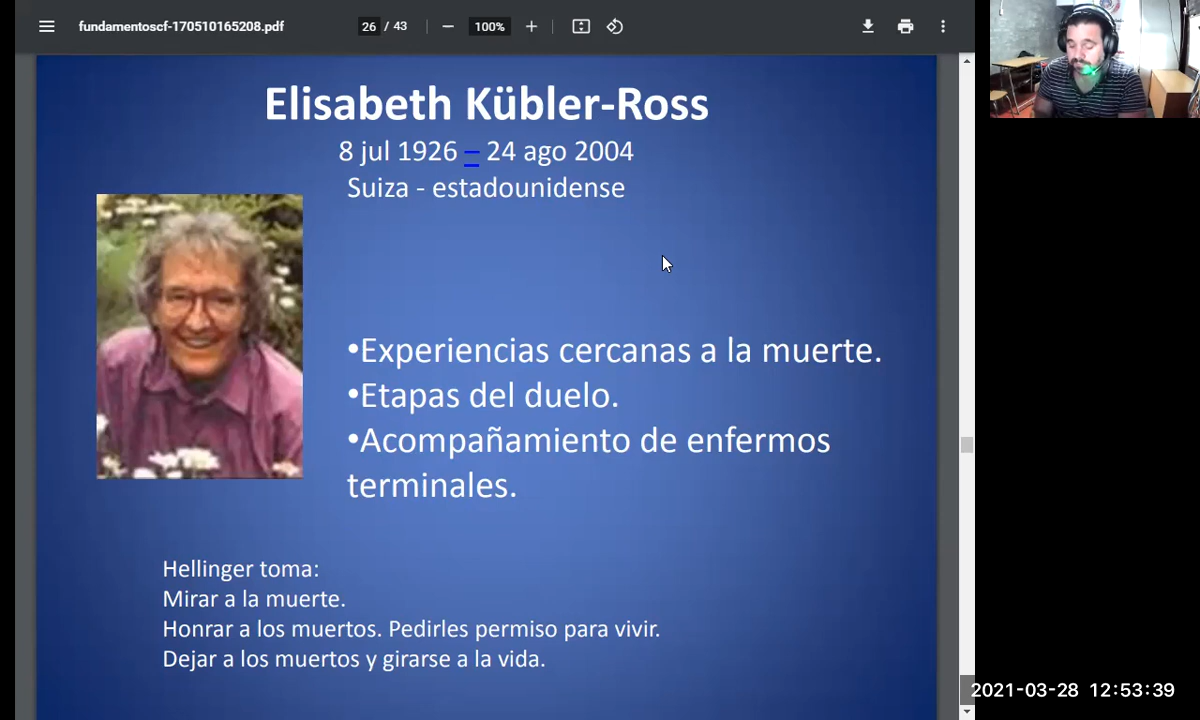 fundamentoscf-170510165208.pdf
26 / 43
100%
Elisabeth Kübler-Ross
8 jul 1926 – 24 ago 2004
Suiza - estadounidense
•Experiencias cercanas a la muerte.
•Etapas del duelo.
•Acompañamiento de enfermos
terminales.
Hellinger toma:
Mirar a la muerte.
Honrar a los muertos. Pedirles permiso para vivir.
Dejar a los muertos y girarse a la vida.
2021-03-28 12:53:39